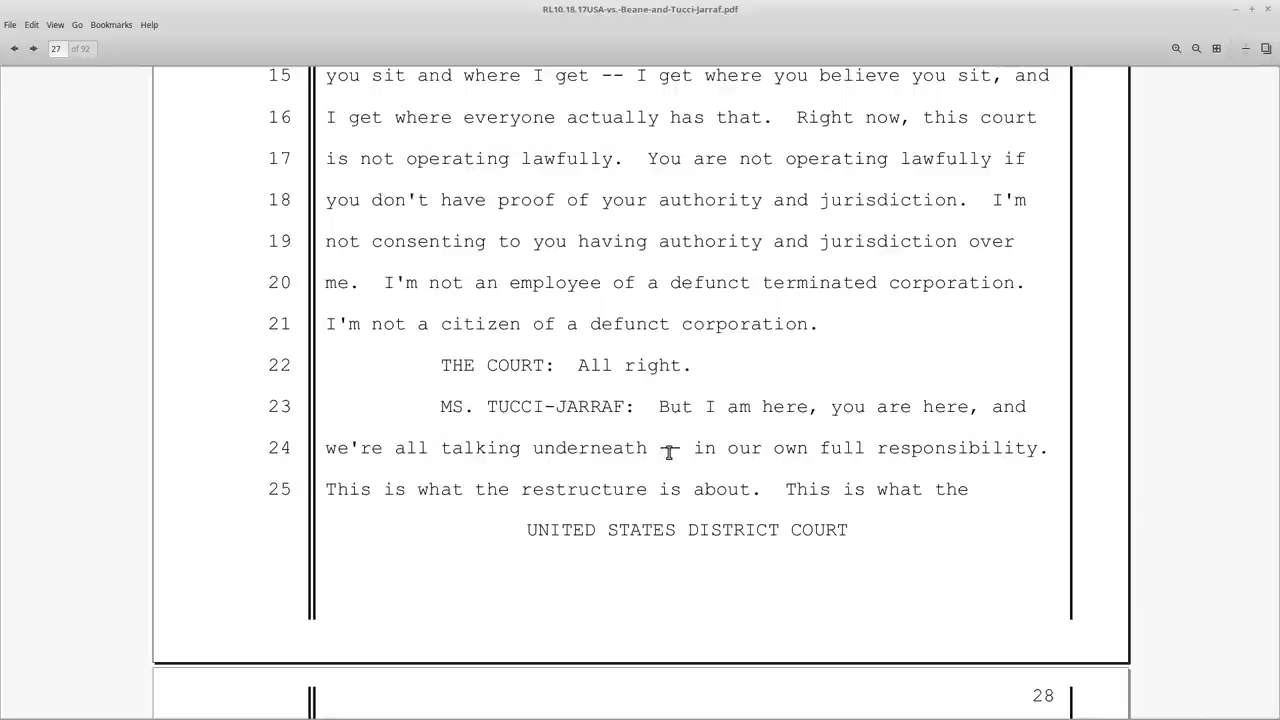 RL10.18.17USA-vs.-Beane-and-Tucci-Jarraf.pdf
File Edit View Go Bookmarks Help
27 of 92
15 you sit and where I get -- I get where you believe you sit, and
16 I get where everyone actually has that. Right now, this court
17 is not operating lawfully. You are not operating lawfully if
18 you don't have proof of your authority and jurisdiction. I'm
19 not consenting to you having authority and jurisdiction over
20 me. I'm not an employee of a defunct terminated corporation.
21 I'm not a citizen of a defunct corporation.
22 THE COURT: All right.
23 MS. TUCCI-JARRAF: But I am here, you are here, and
24 we're all talking underneath -- in our own full responsibility.
25 This is what the restructure is about. This is what the
UNITED STATES DISTRICT COURT
28